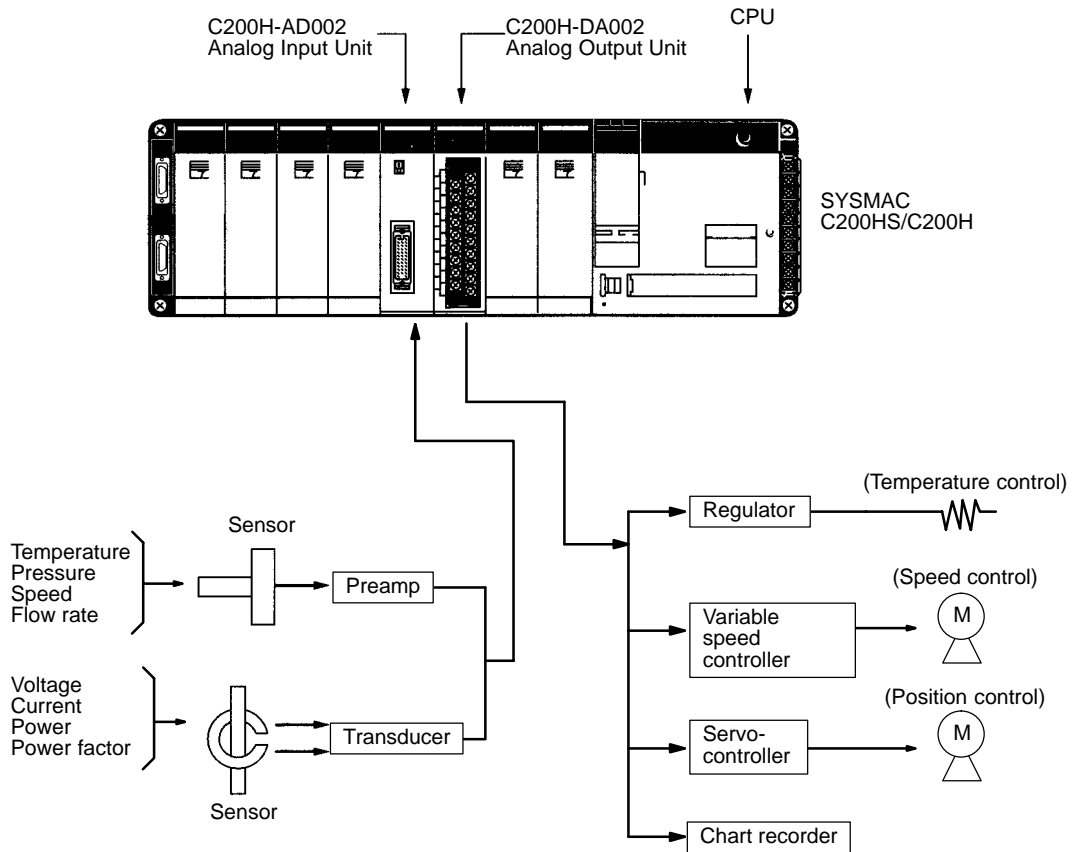 C200H-AD002
Analog Input Unit
C200H-DA002
Analog Output Unit
CPU
SYSMAC
C200HS/C200H
Sensor
Temperature
Pressure
Speed
Flow rate
Preamp
Voltage
Current
Power
Power factor
Transducer
Sensor
(Temperature control)
Regulator
(Speed control)
Variable
speed
controller
M
(Position control)
Servo-
controller
M
Chart recorder